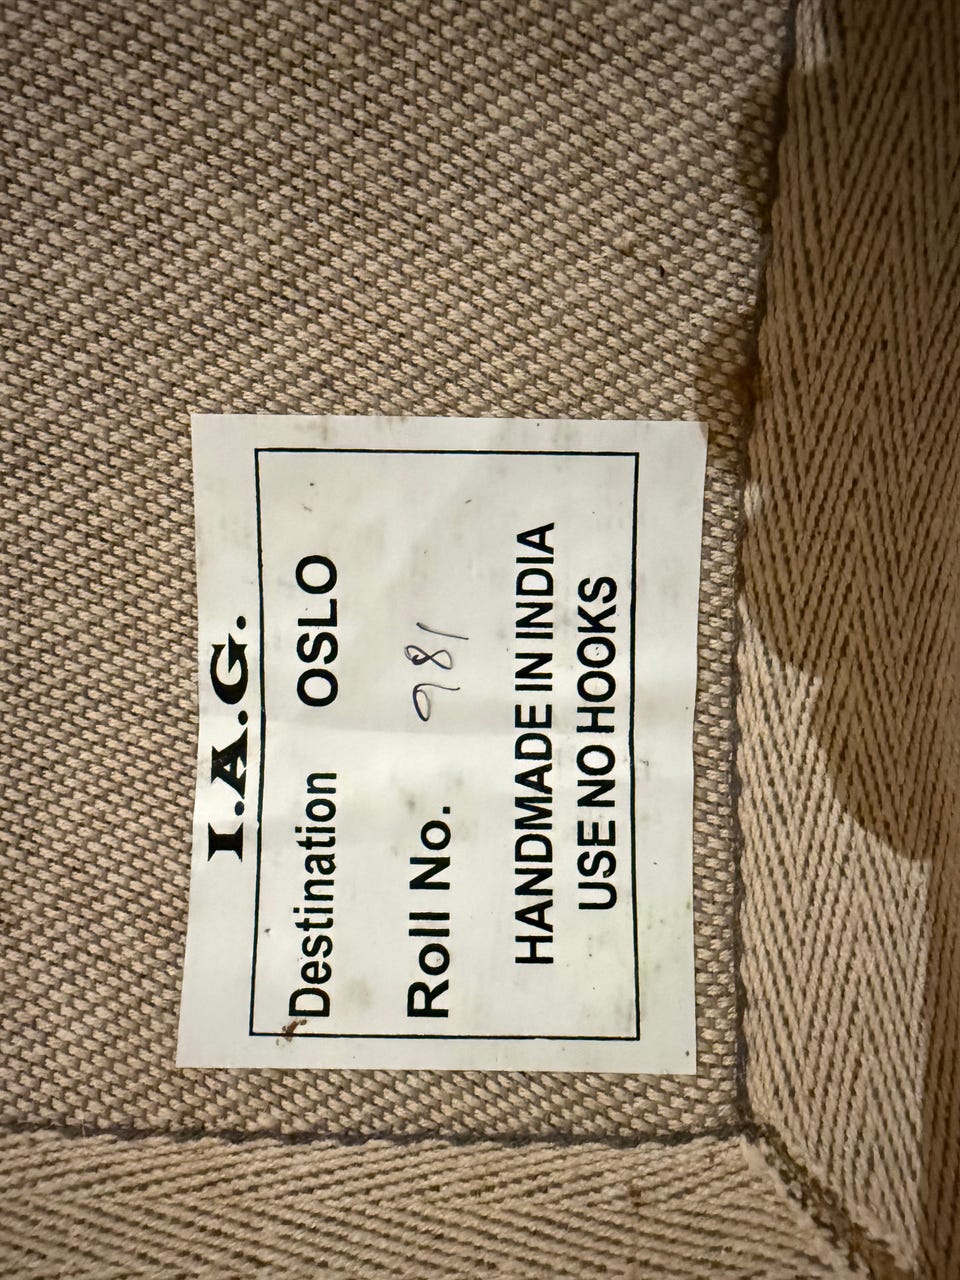 I.A.G.
Destination OSLO
Roll No. 981
HANDMADE IN INDIA
USE NO HOOKS